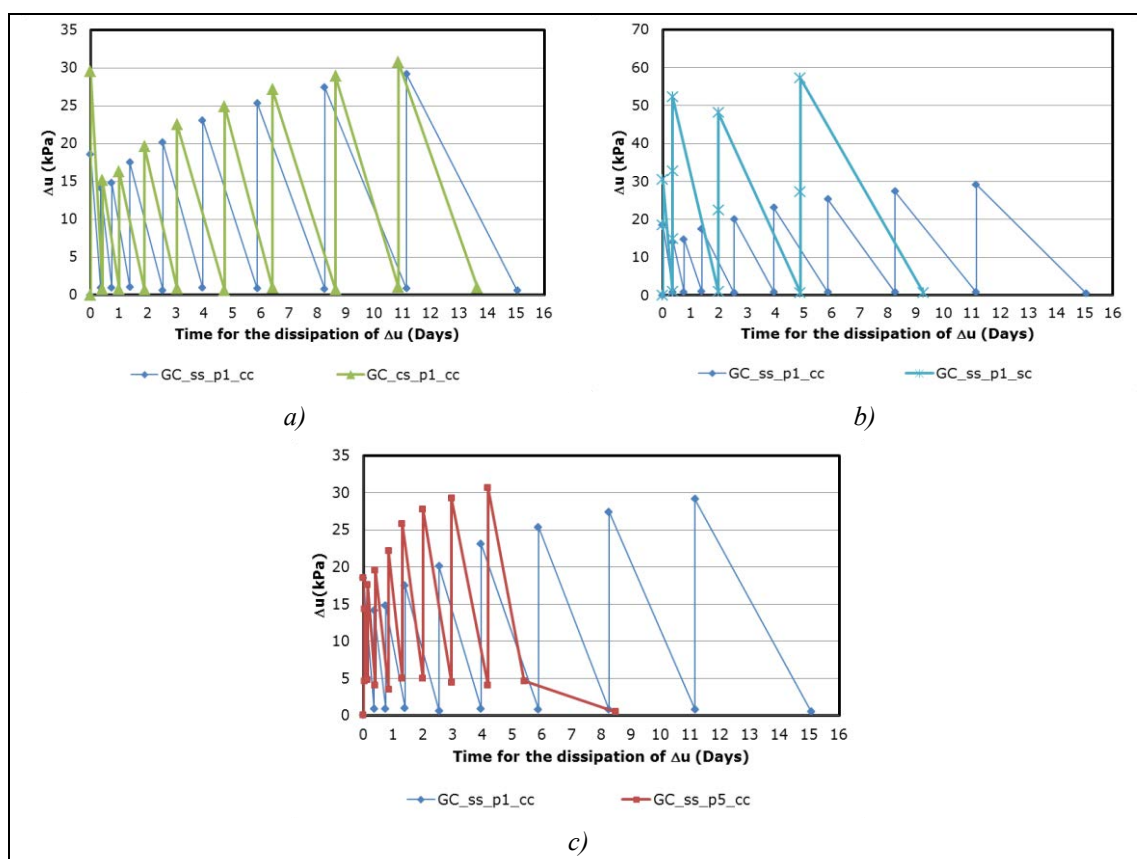 35
30
25
20
15
10
5
0
Δu (kPa)
0 1 2 3 4 5 6 7 8 9 10 11 12 13 14 15 16
Time for the dissipation of Δu (Days)
GC_ss_p1_cc GC_cs_p1_cc
a)
70
60
50
40
30
20
10
0
Δu (kPa)
0 1 2 3 4 5 6 7 8 9 10 11 12 13 14 15 16
Time for the dissipation of Δu (Days)
GC_ss_p1_cc GC_ss_p1_sc
b)
35
30
25
20
15
10
5
0
Δu(kPa)
0 1 2 3 4 5 6 7 8 9 10 11 12 13 14 15 16
Time for the dissipation of Δu (Days)
GC_ss_p1_cc GC_ss_p5_cc
c)